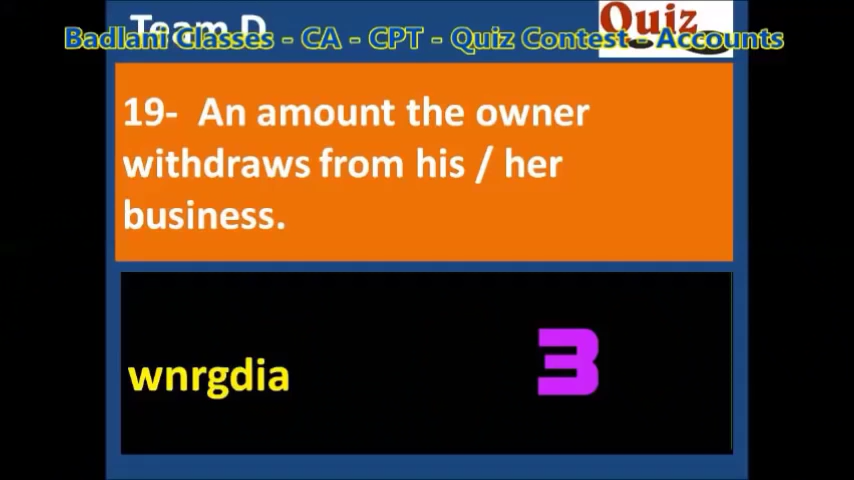 Team D
Quiz
Badlani Classes - CA - CPT - Quiz Contest - Accounts
19- An amount the owner
withdraws from his / her
business.
wnrgdia
3